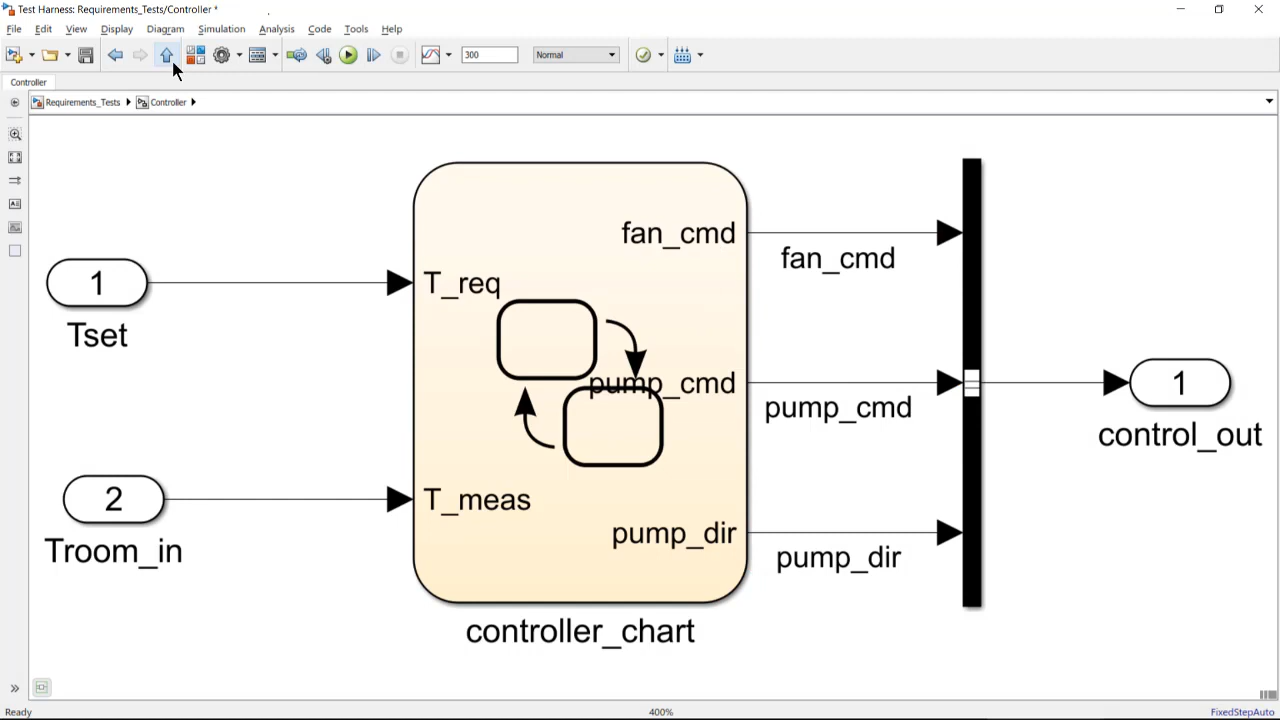 Test Harness: Requirements_Tests/Controller *
File Edit View Display Diagram Simulation Analysis Code Tools Help
300 Normal
Controller
Requirements_Tests Controller
fan_cmd
fan_cmd
1 T_req
Tset
pump_cmd 1
pump_cmd
control_out
2 T_meas
Troom_in
pump_dir
pump_dir
controller_chart
Ready 400% FixedStepAuto